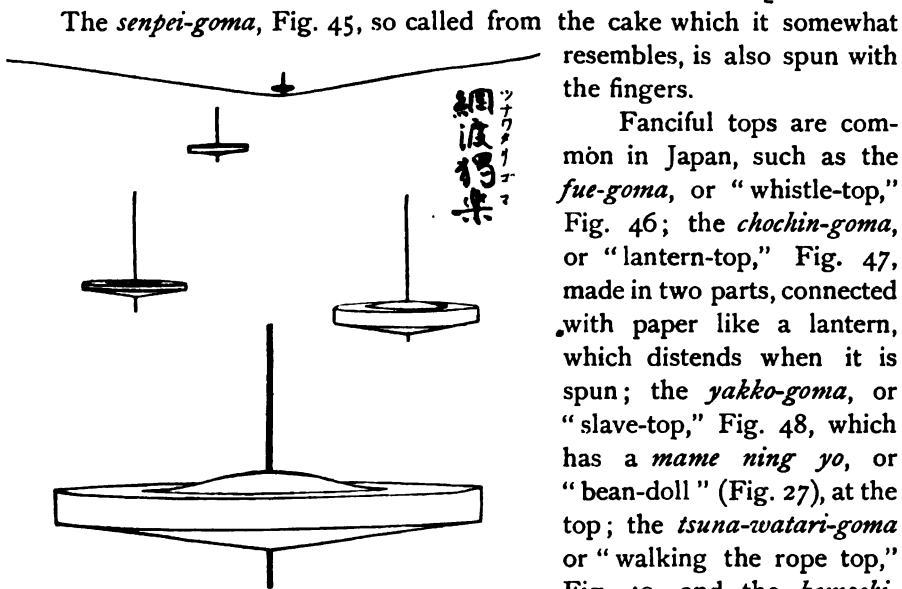 The senpei-goma, Fig. 45, so called from the cake which it somewhat
resembles, is also spun with
the fingers.
Fanciful tops are com-
mon in Japan, such as the
fue-goma, or “whistle-top,”
Fig. 46; the chochin-goma,
or “lantern-top,” Fig. 47,
made in two parts, connected
with paper like a lantern,
which distends when it is
spun; the yakko-goma, or
“slave-top,” Fig. 48, which
has a mame ning yo, or
“bean-doll” (Fig. 27), at the
top; the tsuna-watari-goma
or “walking the rope top,”
Fig. and the
ツナワタリゴマ
綱渡獨楽